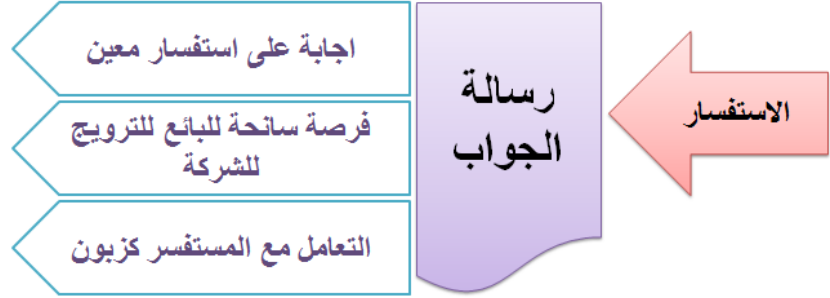 الاستفسار
رسالة
الجواب
اجابة على استفسار معين
فرصة سانحة للبائع للترويج
للشركة
التعامل مع المستفسر كزبون